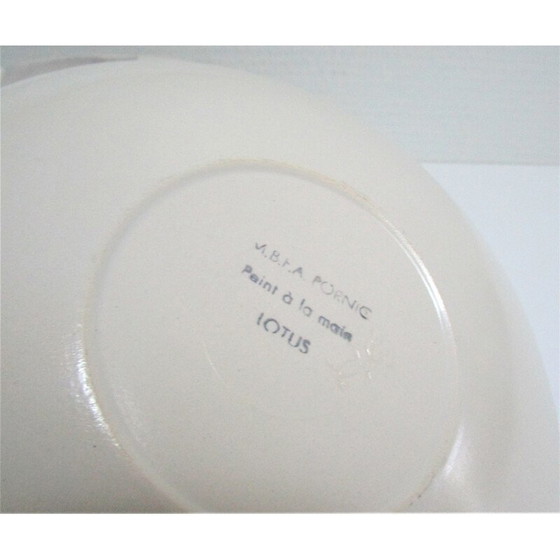 M.B.F.A PORNIC
Peint à la main
LOTUS